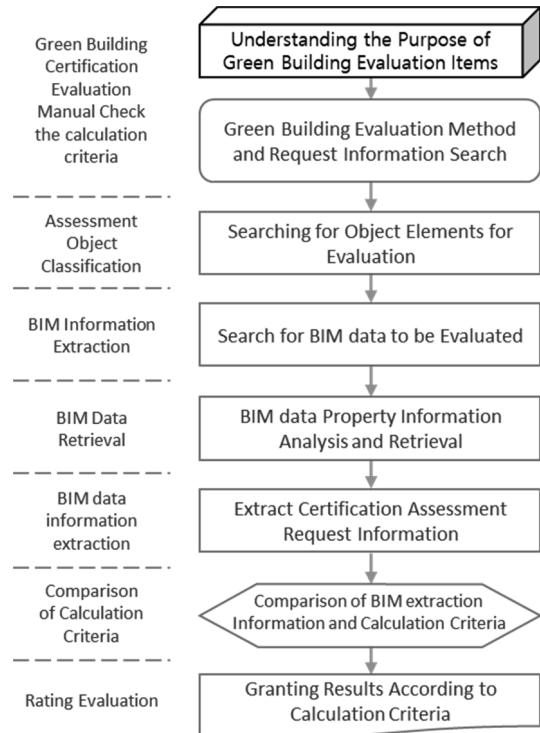 Green Building
Certification
Evaluation
Manual Check
the calculation
criteria
Understanding the Purpose of
Green Building Evaluation Items
Green Building Evaluation Method
and Request Information Search
Assessment
Object
Classification
Searching for Object Elements for
Evaluation
BIM Information
Extraction
Search for BIM data to be Evaluated
BIM Data
Retrieval
BIM data Property Information
Analysis and Retrieval
BIM data
information
extraction
Extract Certification Assessment
Request Information
Comparison
of Calculation
Criteria
Comparison of BIM extraction
Information and Calculation Criteria
Rating Evaluation
Granting Results According to
Calculation Criteria